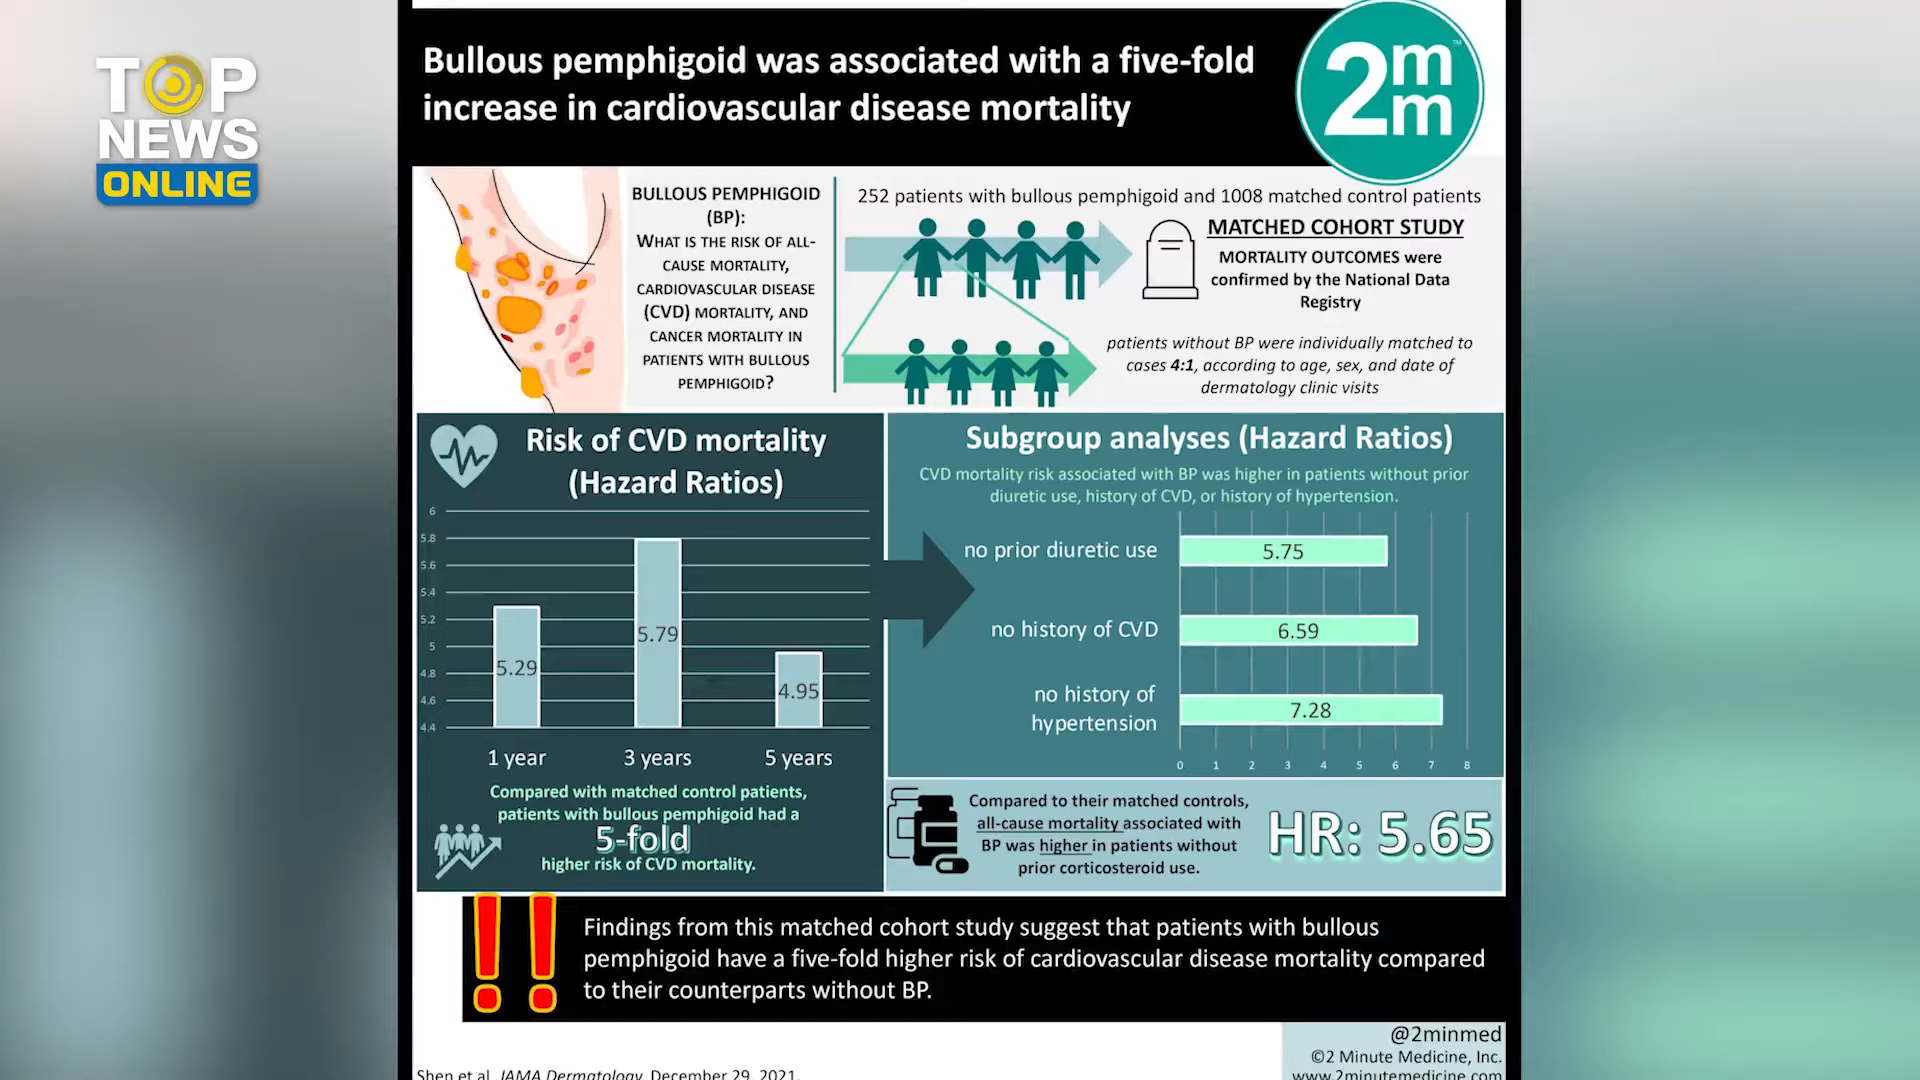 TOP
NEWS
ONLINE
Bullous pemphigoid was associated with a five-fold
increase in cardiovascular disease mortality
2mm
TM
BULLOUS PEMPHIGOID
(BP):
WHAT IS THE RISK OF ALL-
CAUSE MORTALITY,
CARDIOVASCULAR DISEASE
(CVD) MORTALITY, AND
CANCER MORTALITY IN
PATIENTS WITH BULLOUS
PEMPHIGOID?
252 patients with bullous pemphigoid and 1008 matched control patients
MATCHED COHORT STUDY
MORTALITY OUTCOMES were
confirmed by the National Data
Registry
patients without BP were individually matched to
cases 4:1, according to age, sex, and date of
dermatology clinic visits
Risk of CVD mortality
(Hazard Ratios)
6
5.8
5.6
5.4
5.2
5
4.8
4.6
4.4
5.29
5.79
4.95
1 year
3 years
5 years
Compared with matched control patients,
patients with bullous pemphigoid had a
5-fold
higher risk of CVD mortality.
Subgroup analyses (Hazard Ratios)
CVD mortality risk associated with BP was higher in patients without prior
diuretic use, history of CVD, or history of hypertension.
no prior diuretic use
5.75
no history of CVD
6.59
no history of
hypertension
7.28
0 1 2 3 4 5 6 7 8
Compared to their matched controls,
all-cause mortality associated with
BP was higher in patients without
prior corticosteroid use.
HR: 5.65
Findings from this matched cohort study suggest that patients with bullous
pemphigoid have a five-fold higher risk of cardiovascular disease mortality compared
to their counterparts without BP.
@2minmed
©2 Minute Medicine, Inc.
www.2minutemedicine.com
Shen et al. JAMA Dermatology. December 29, 2021.